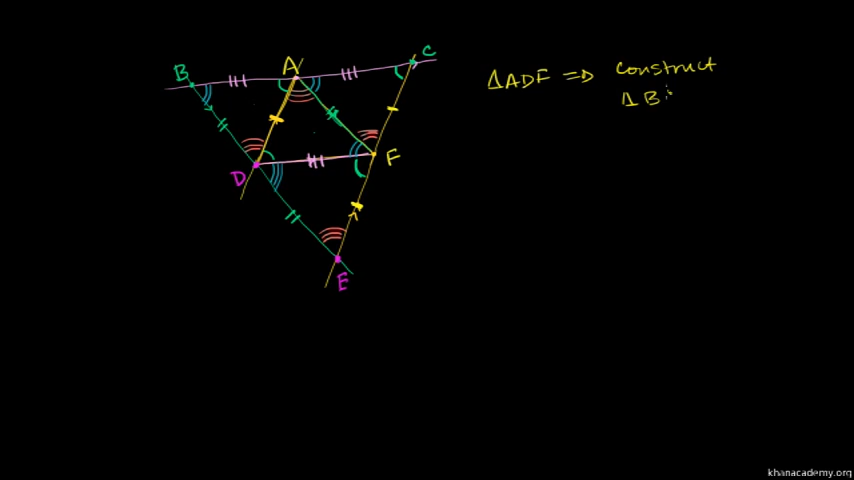 B
A
C
ΔADF ⇒ construct
ΔB
D
F
E
khanacademy.org